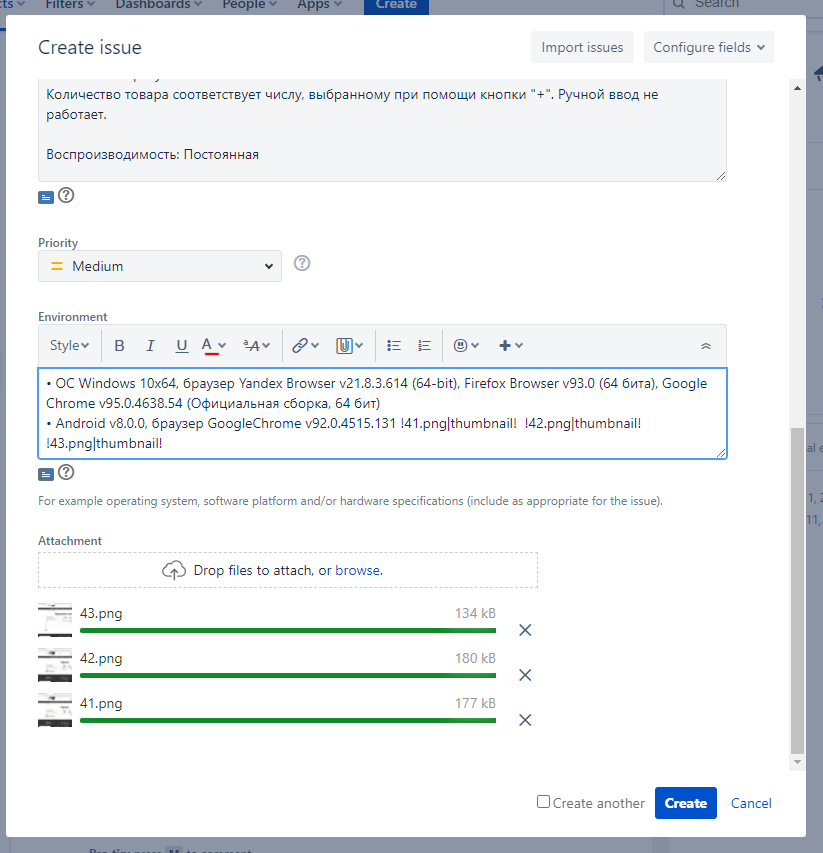 Filters Dashboards People Apps Create Search
Create issue Import issues Configure fields
Количество товара соответствует числу, выбранному при помощи кнопки "+". Ручной ввод не
работает.
Воспроизводимость: Постоянная
Priority
Medium
Environment
Style B I U A ᵃA
• ОС Windows 10x64, браузер Yandex Browser v21.8.3.614 (64-bit), Firefox Browser v93.0 (64 бита), Google
Chrome v95.0.4638.54 (Официальная сборка, 64 бит)
• Android v8.0.0, браузер GoogleChrome v92.0.4515.131 !41.png|thumbnail! !42.png|thumbnail!
!43.png|thumbnail!
For example operating system, software platform and/or hardware specifications (include as appropriate for the issue).
Attachment
Drop files to attach, or browse.
43.png 134 kB
42.png 180 kB
41.png 177 kB
Create another Create Cancel